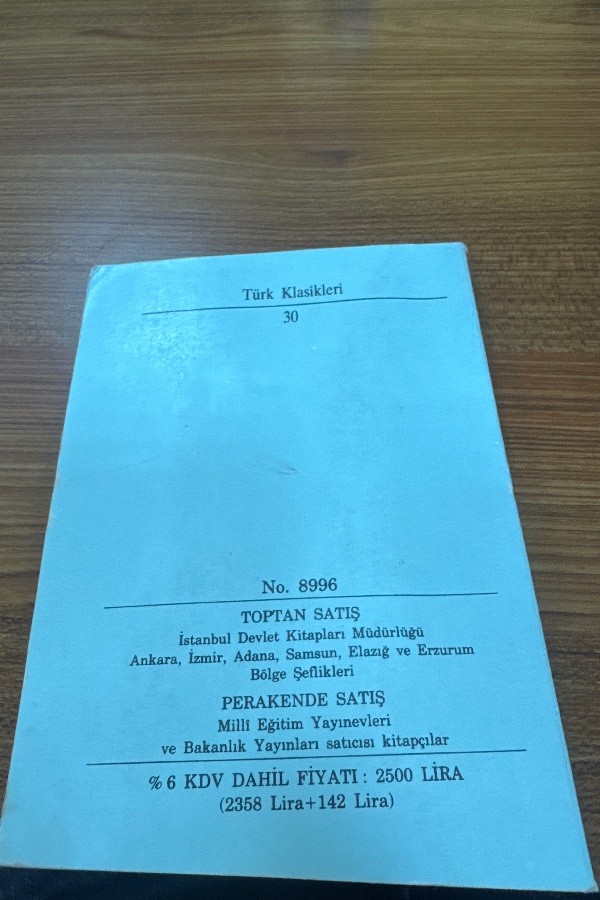 Türk Klasikleri
30
No. 8996
TOPTAN SATIŞ
İstanbul Devlet Kitapları Müdürlüğü
Ankara, İzmir, Adana, Samsun, Elazığ ve Erzurum
Bölge Şeflikleri
PERAKENDE SATIŞ
Millî Eğitim Yayınevleri
ve Bakanlık Yayınları satıcısı kitapçılar
% 6 KDV DAHİL FİYATI : 2500 LİRA
(2358 Lira+142 Lira)